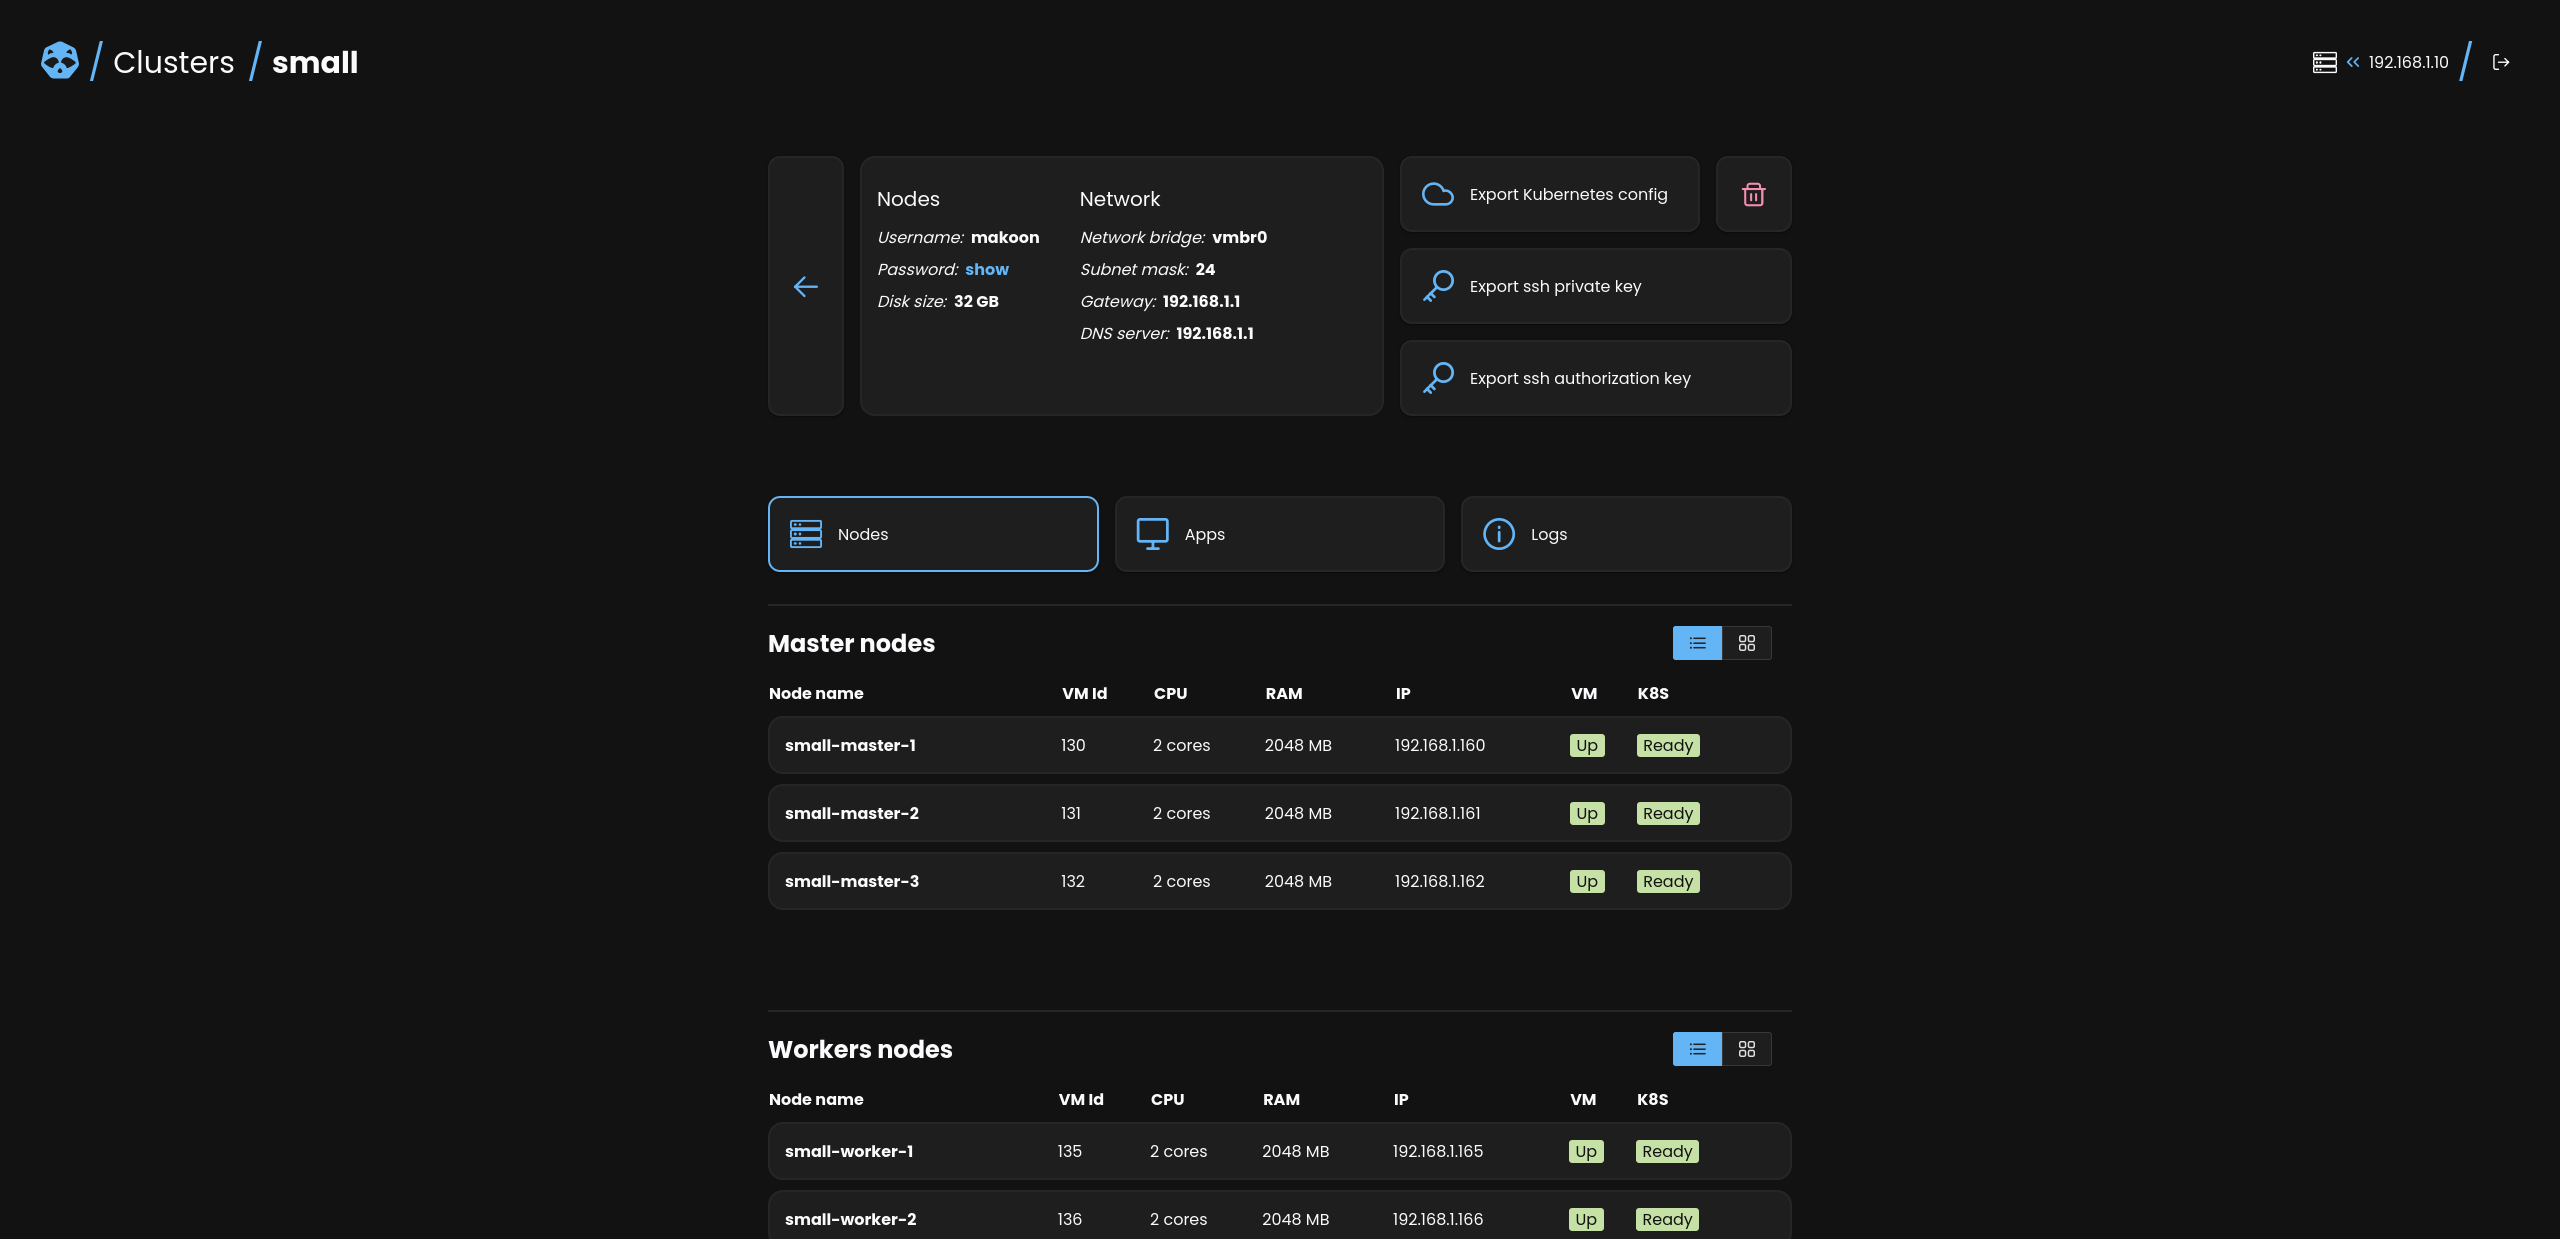 / Clusters / small
« 192.168.1.10 /
Nodes
Username: makoon
Password: show
Disk size: 32 GB
Network
Network bridge: vmbr0
Subnet mask: 24
Gateway: 192.168.1.1
DNS server: 192.168.1.1
Export Kubernetes config
Export ssh private key
Export ssh authorization key
Nodes
Apps
Logs
Master nodes
Node name VM Id CPU RAM IP VM K8S
small-master-1 130 2 cores 2048 MB 192.168.1.160 Up Ready
small-master-2 131 2 cores 2048 MB 192.168.1.161 Up Ready
small-master-3 132 2 cores 2048 MB 192.168.1.162 Up Ready
Workers nodes
Node name VM Id CPU RAM IP VM K8S
small-worker-1 135 2 cores 2048 MB 192.168.1.165 Up Ready
small-worker-2 136 2 cores 2048 MB 192.168.1.166 Up Ready